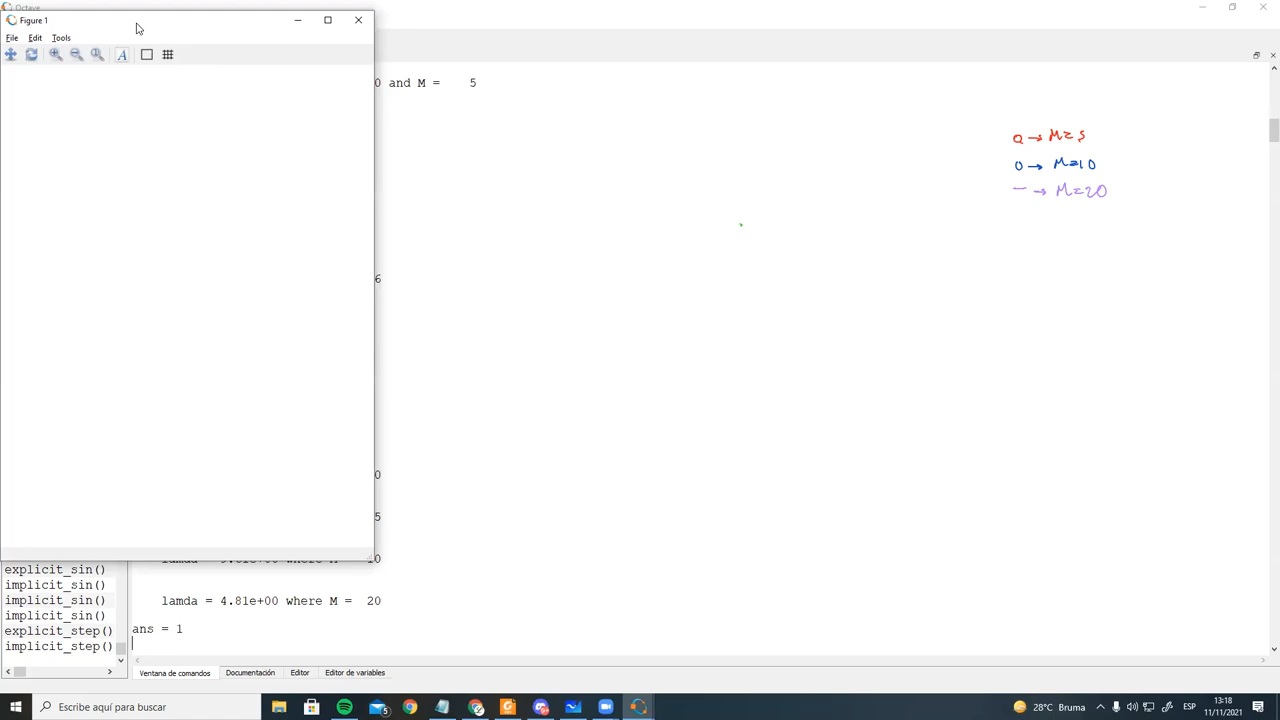 Octave
Figure 1
File Edit Tools
A
0 and M = 5
→ M=5
0 → M=10
— → M=20
6
0
5
lamda = 4.81e+00 where M = 20
ans = 1
explicit_sin()
implicit_sin()
implicit_sin()
implicit_sin()
explicit_step()
implicit_step()
Ventana de comandos Documentación Editor Editor de variables
Escribe aquí para buscar
5
28°C Bruma
ESP
13:18
11/11/2021